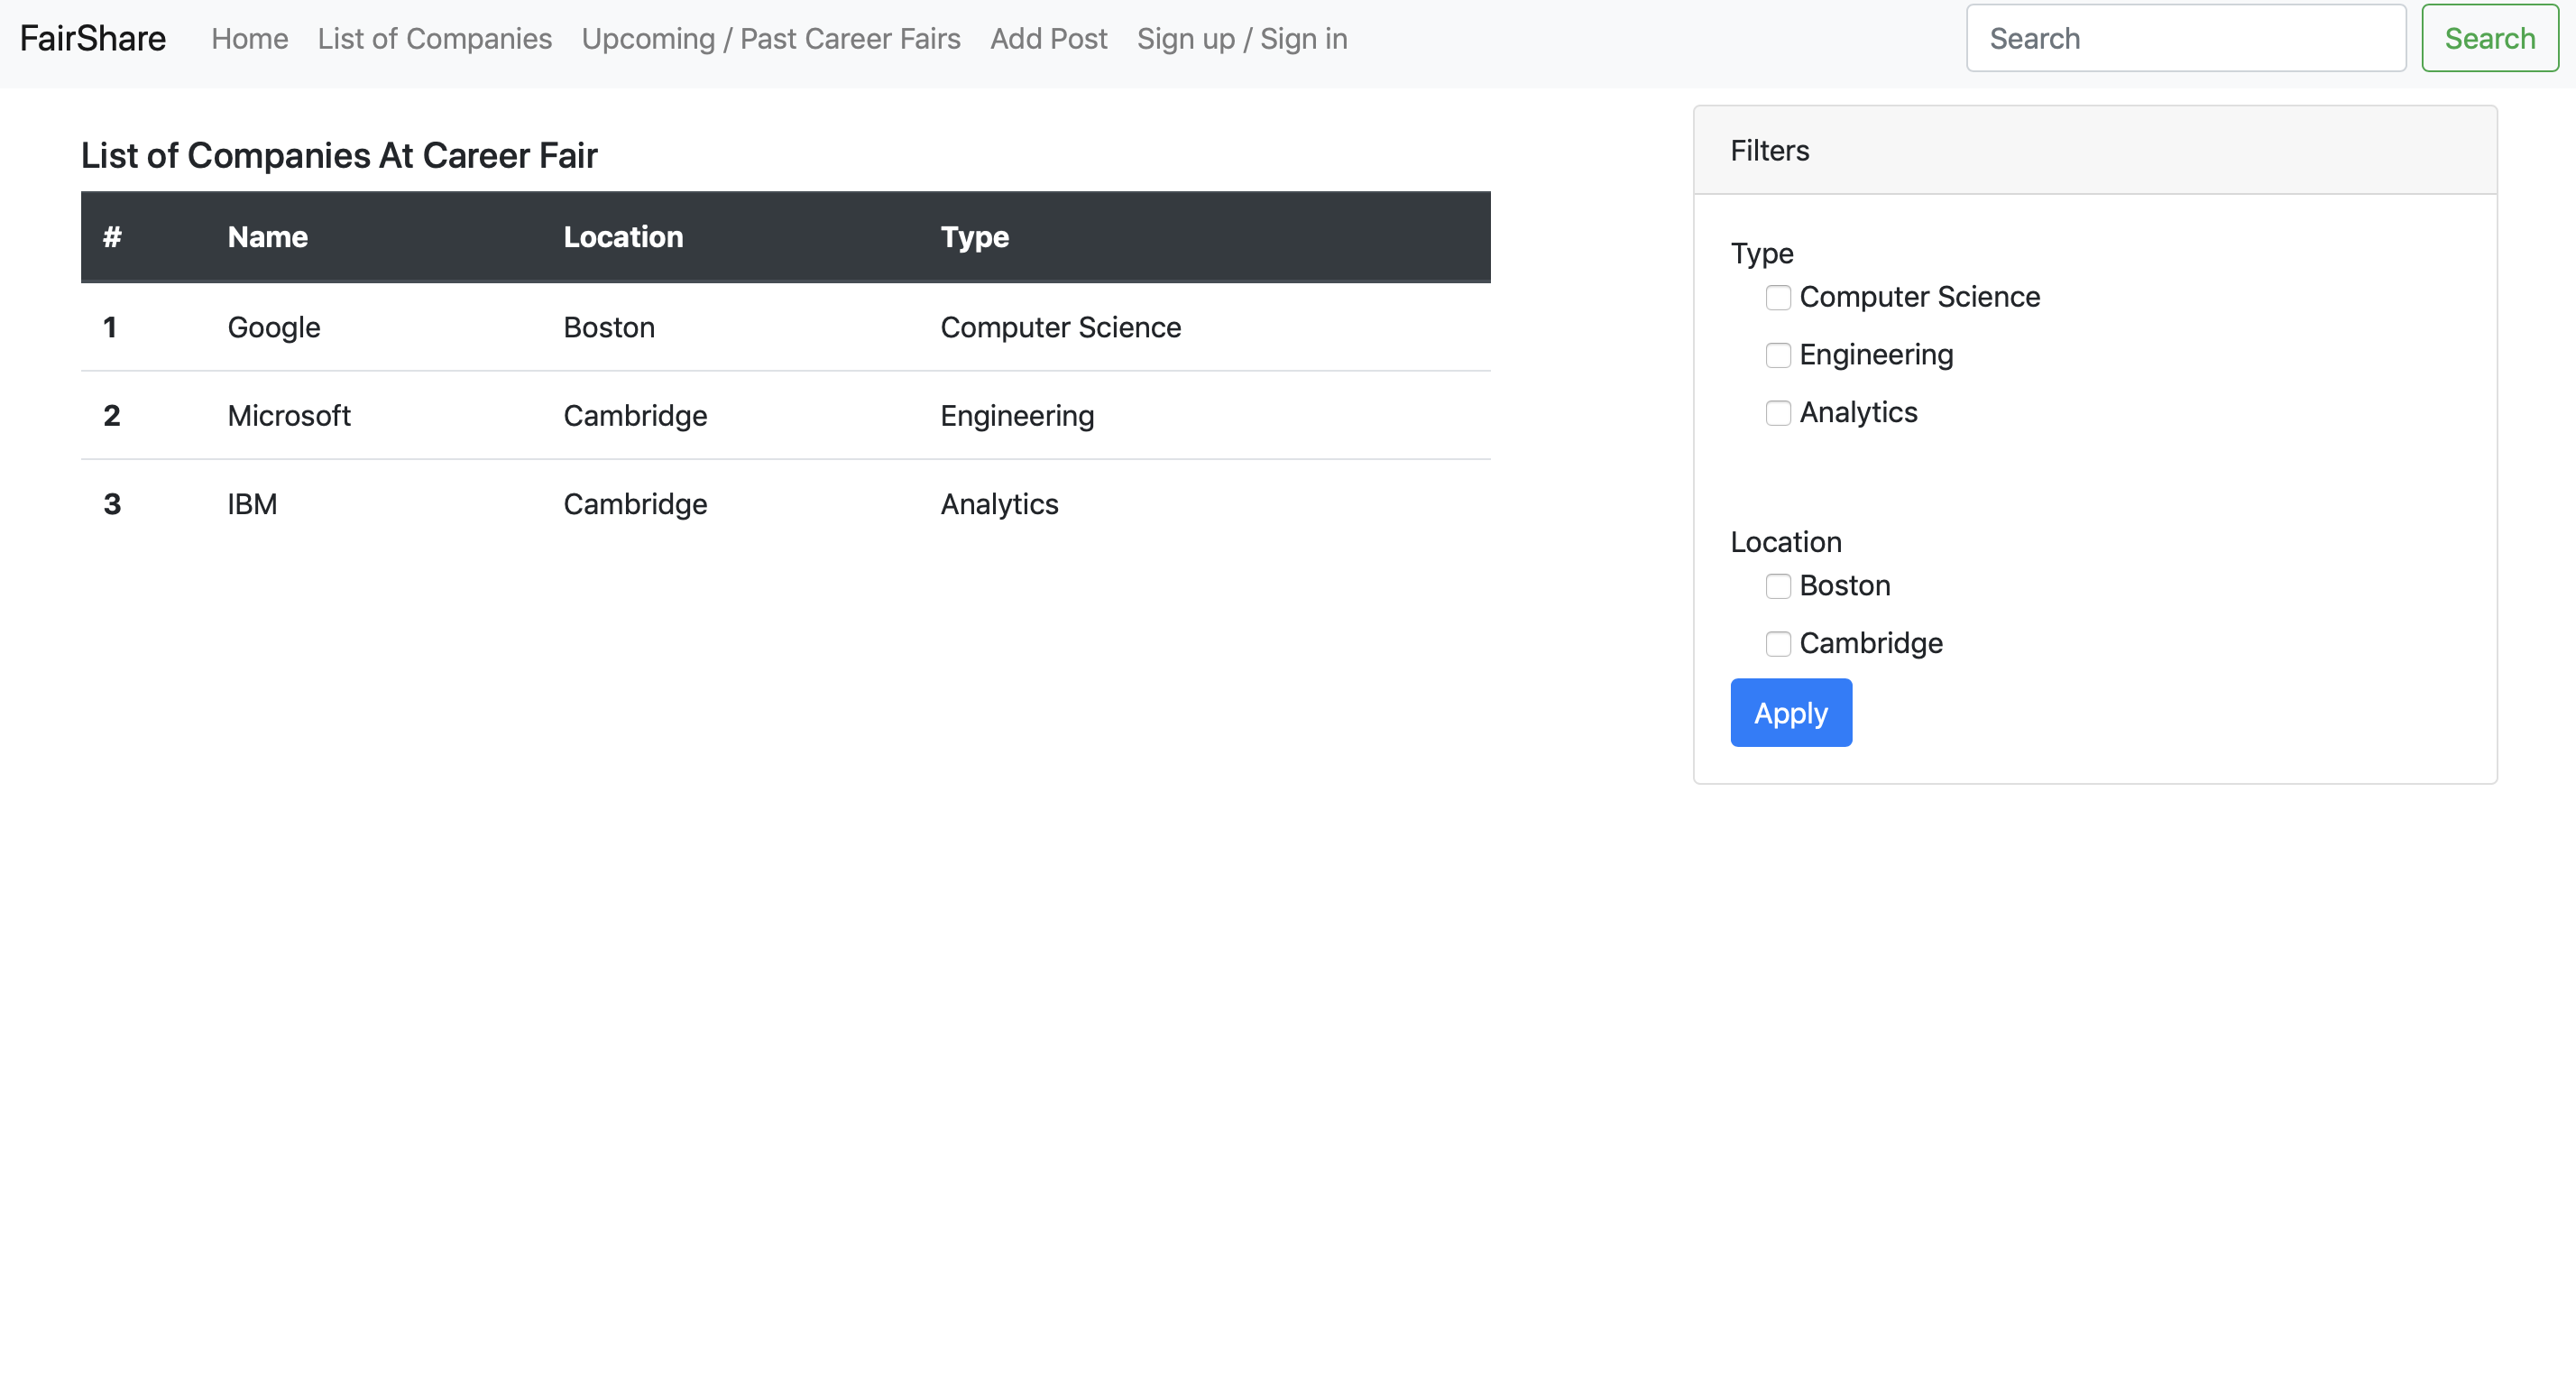 FairShare Home List of Companies Upcoming / Past Career Fairs Add Post Sign up / Sign in Search Search
List of Companies At Career Fair
# Name Location Type
1 Google Boston Computer Science
2 Microsoft Cambridge Engineering
3 IBM Cambridge Analytics
Filters
Type
Computer Science
Engineering
Analytics
Location
Boston
Cambridge
Apply